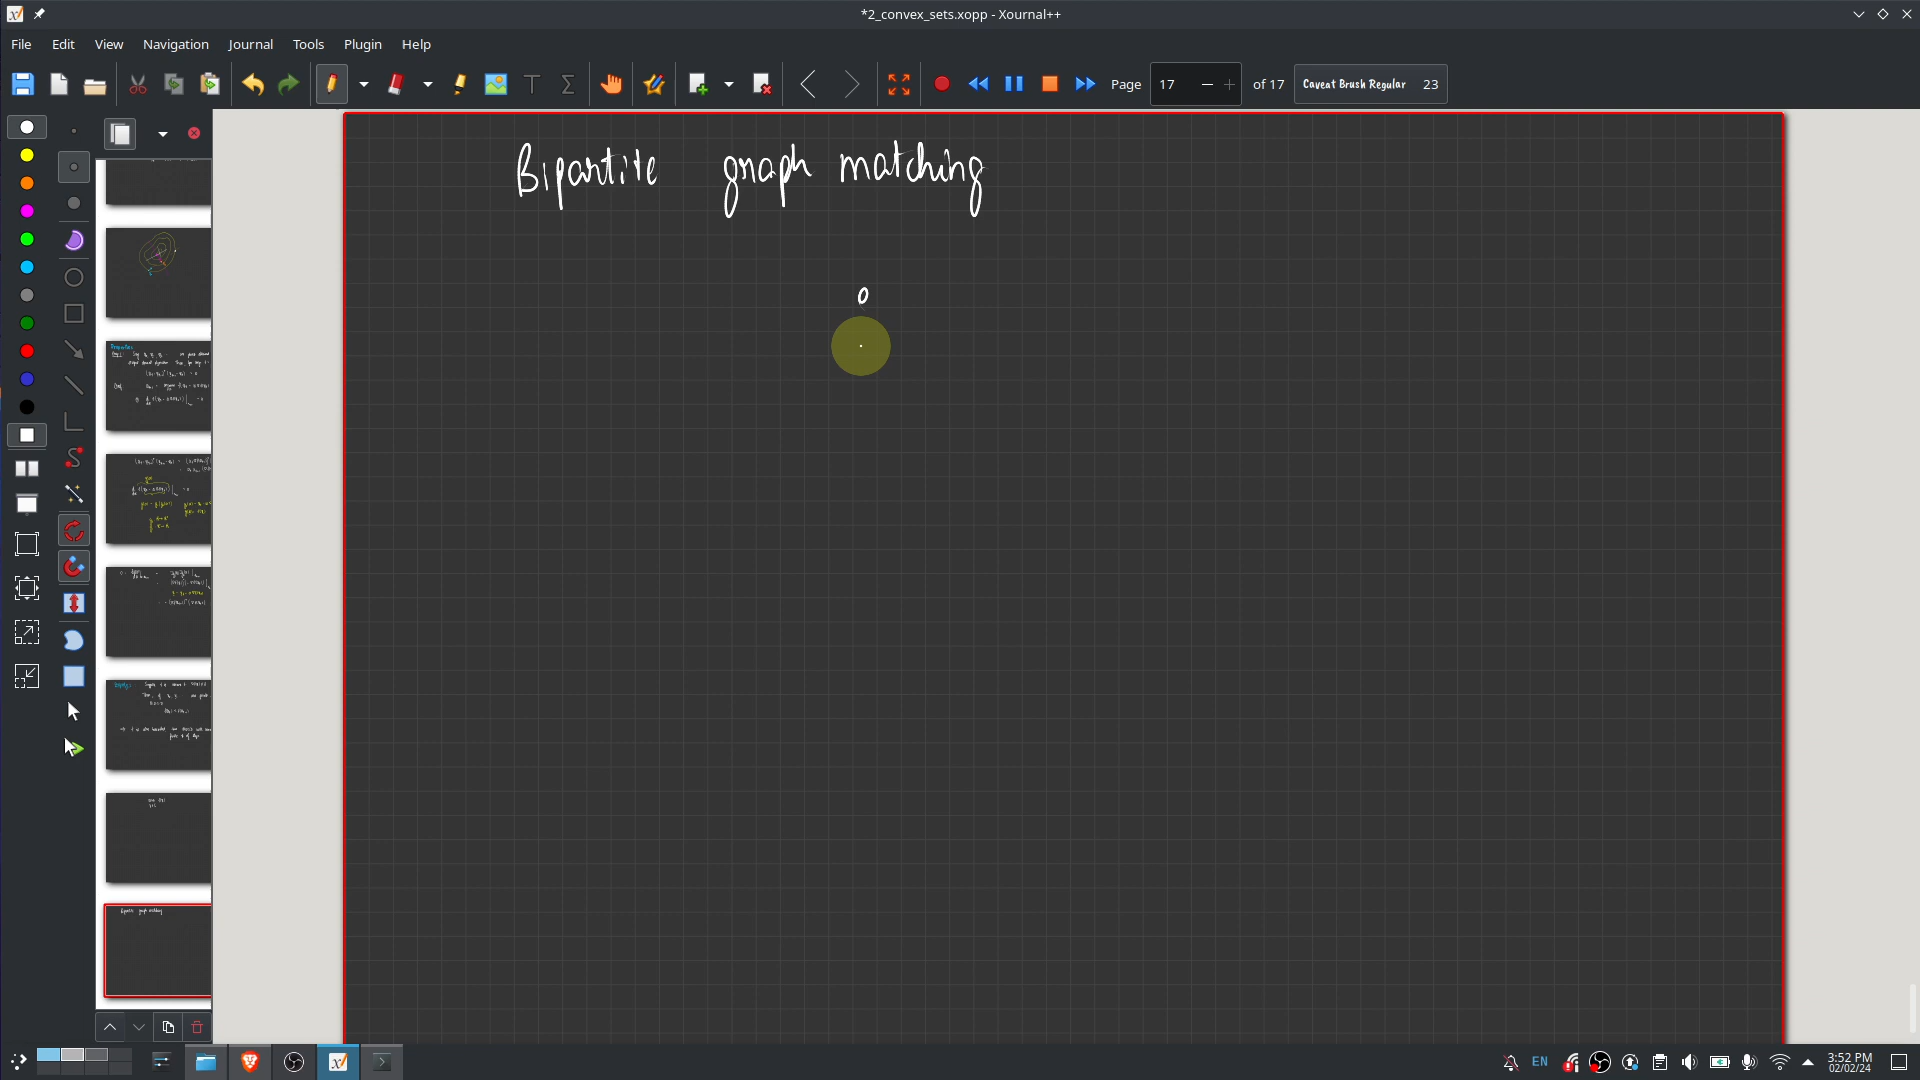 *2_convex_sets.xopp - Xournal++
File Edit View Navigation Journal Tools Plugin Help
Page 17 of 17 Caveat Brush Regular 23
Bipartite graph matching
EN
3:52 PM
02/02/24